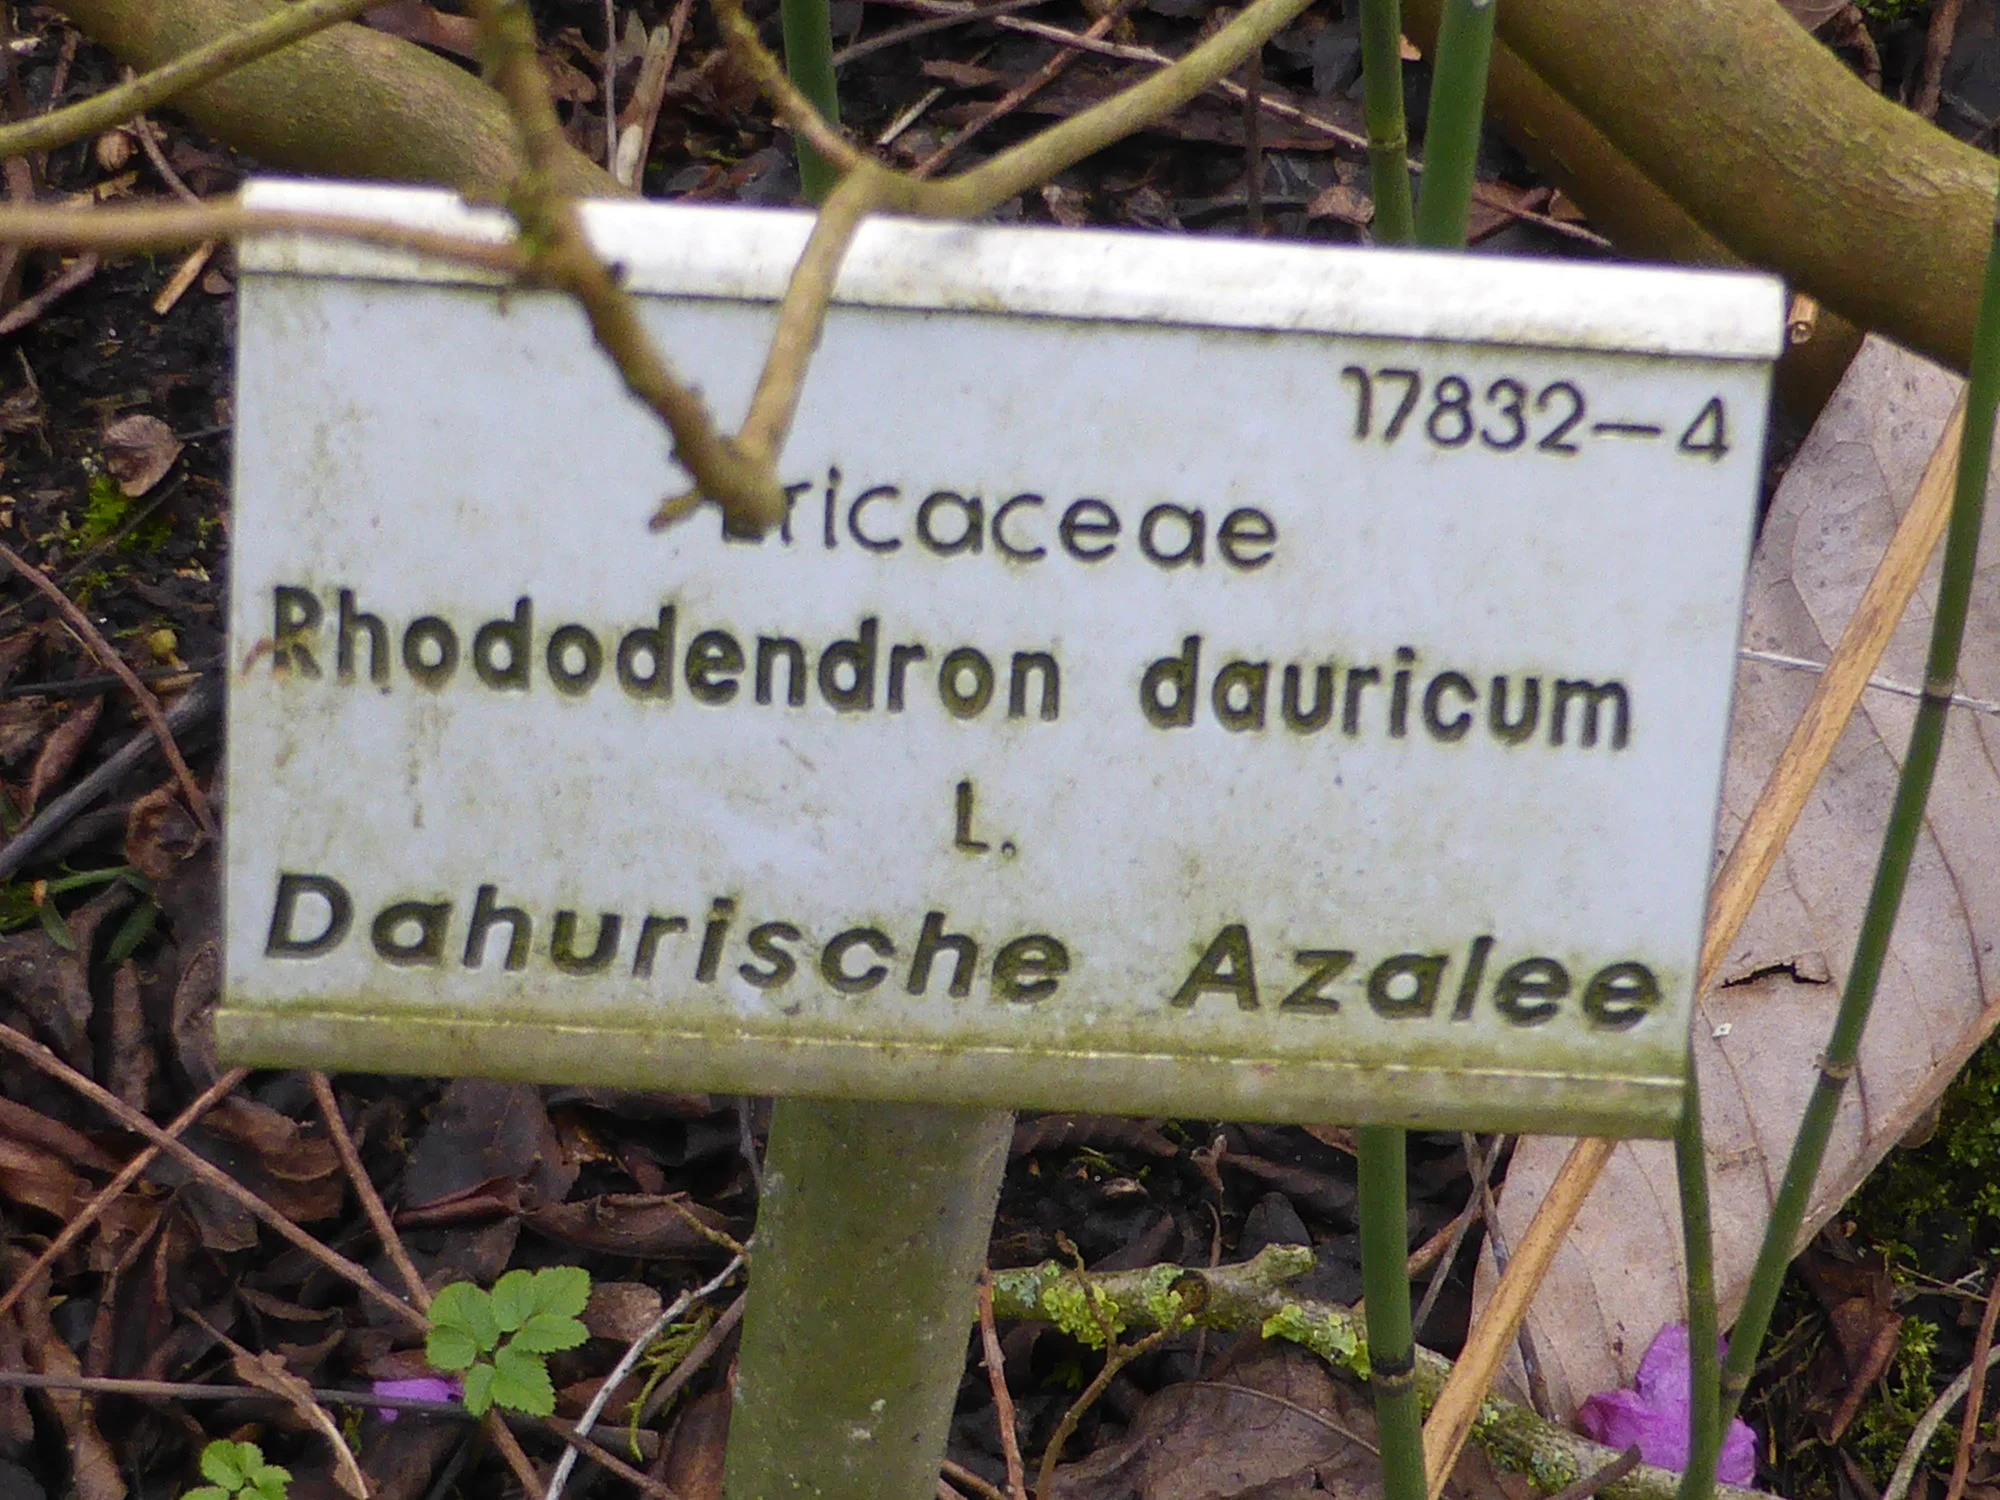 17832-4
Ericaceae
Rhododendron dauricum
L.
Dahurische Azalee